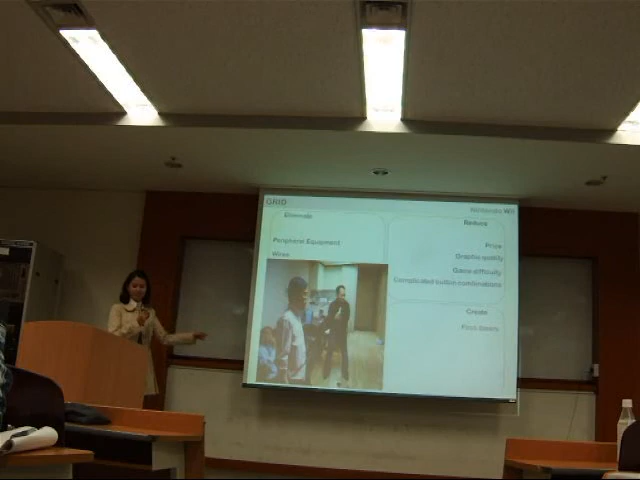 GRID
Nintendo Wii
Eliminate
Reduce
Peripheral Equipment
Wires
Price
Graphic quality
Game difficulty
Complicated button combinations
Create